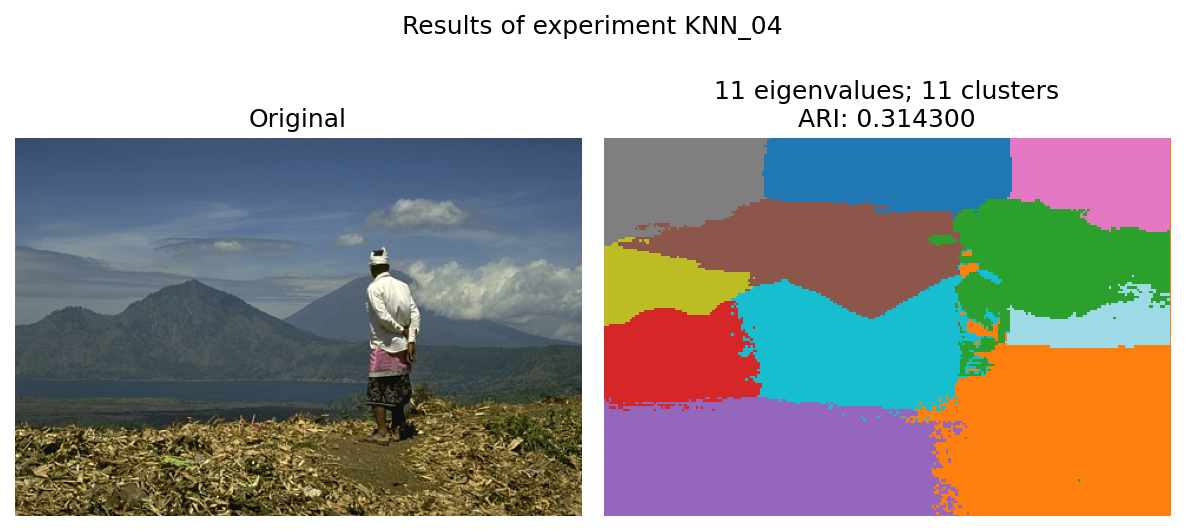 Results of experiment KNN_04
Original
11 eigenvalues; 11 clusters
ARI: 0.314300